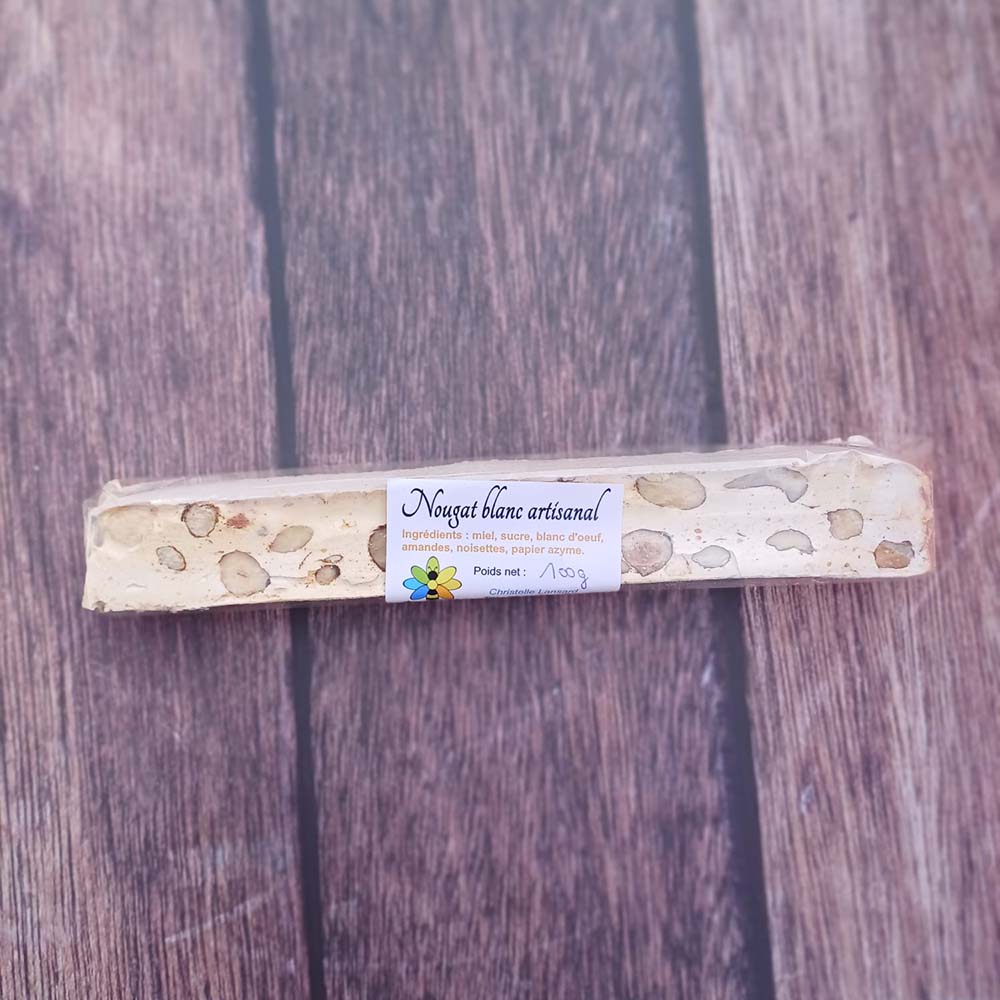 Nougat blanc artisanal
Ingrédients : miel, sucre, blanc d'oeuf,
amandes, noisettes, papier azyme.
Poids net : 100g
Christelle Lansard